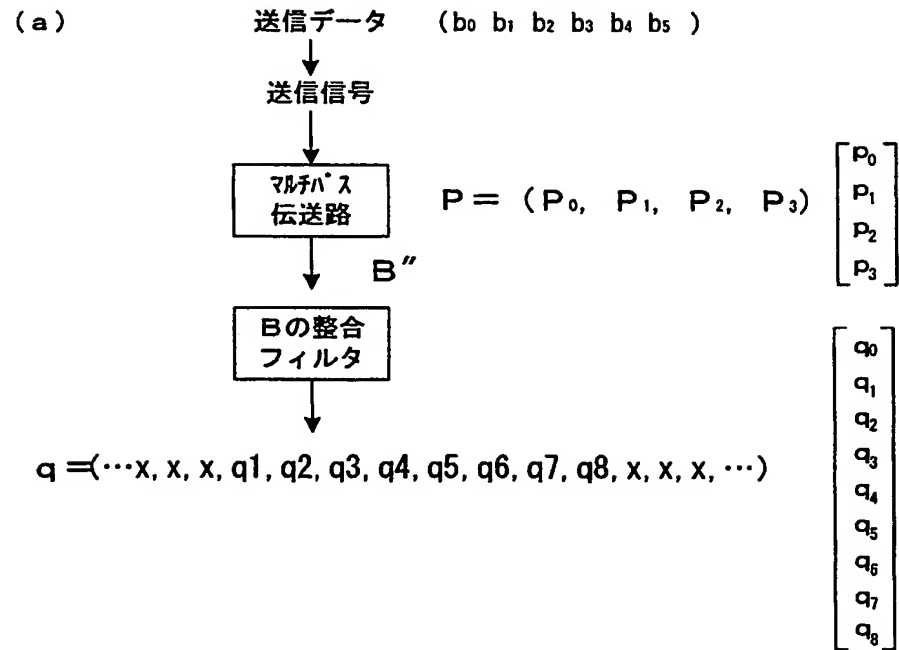 (a) 送信データ (b₀ b₁ b₂ b₃ b₄ b₅ )
送信信号
マルチパス
伝送路
P = (P₀, P₁, P₂, P₃)
p₀
p₁
p₂
p₃
B″
Bの整合
フィルタ
q=(…x, x, x, q1, q2, q3, q4, q5, q6, q7, q8, x, x, x, …)
q₀
q₁
q₂
q₃
q₄
q₅
q₆
q₇
q₈